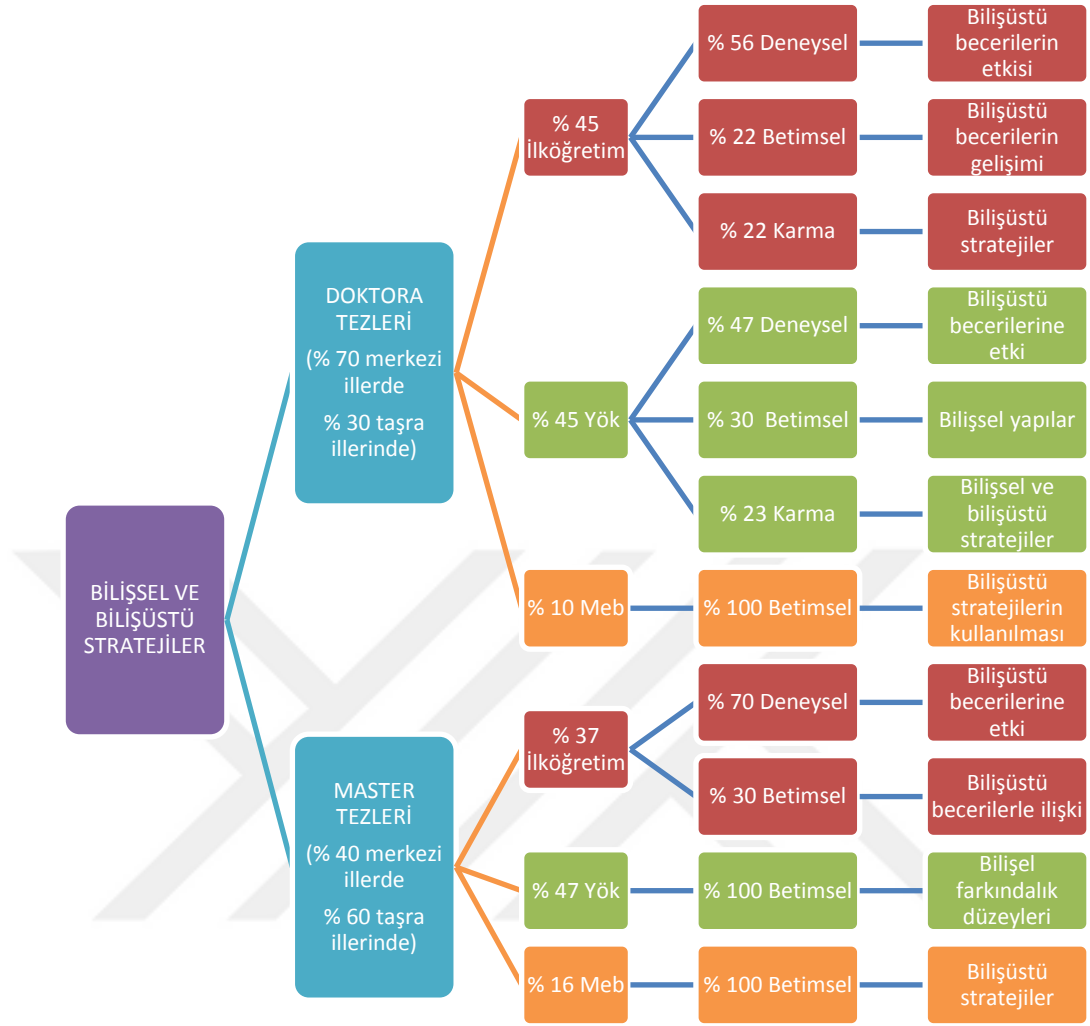 BİLİŞSEL VE
BİLİŞÜSTÜ
STRATEJİLER
DOKTORA
TEZLERİ
(% 70 merkezi
illerde
% 30 taşra
illerinde)
% 45
İlköğretim
% 56 Deneysel
Bilişüstü
becerilerin
etkisi
% 22 Betimsel
Bilişüstü
becerilerin
gelişimi
% 22 Karma
Bilişüstü
stratejiler
% 45 Yök
% 47 Deneysel
Bilişüstü
becerilerine
etki
% 30 Betimsel
Bilişsel yapılar
% 23 Karma
Bilişsel ve
bilişüstü
stratejiler
% 10 Meb
% 100 Betimsel
Bilişüstü
stratejilerin
kullanılması
MASTER
TEZLERİ
(% 40 merkezi
illerde
% 60 taşra
illerinde)
% 37
İlköğretim
% 70 Deneysel
Bilişüstü
becerilerine
etki
% 30 Betimsel
Bilişüstü
becerilerle ilişki
% 47 Yök
% 100 Betimsel
Bilişel
farkındalık
düzeyleri
% 16 Meb
% 100 Betimsel
Bilişüstü
stratejiler